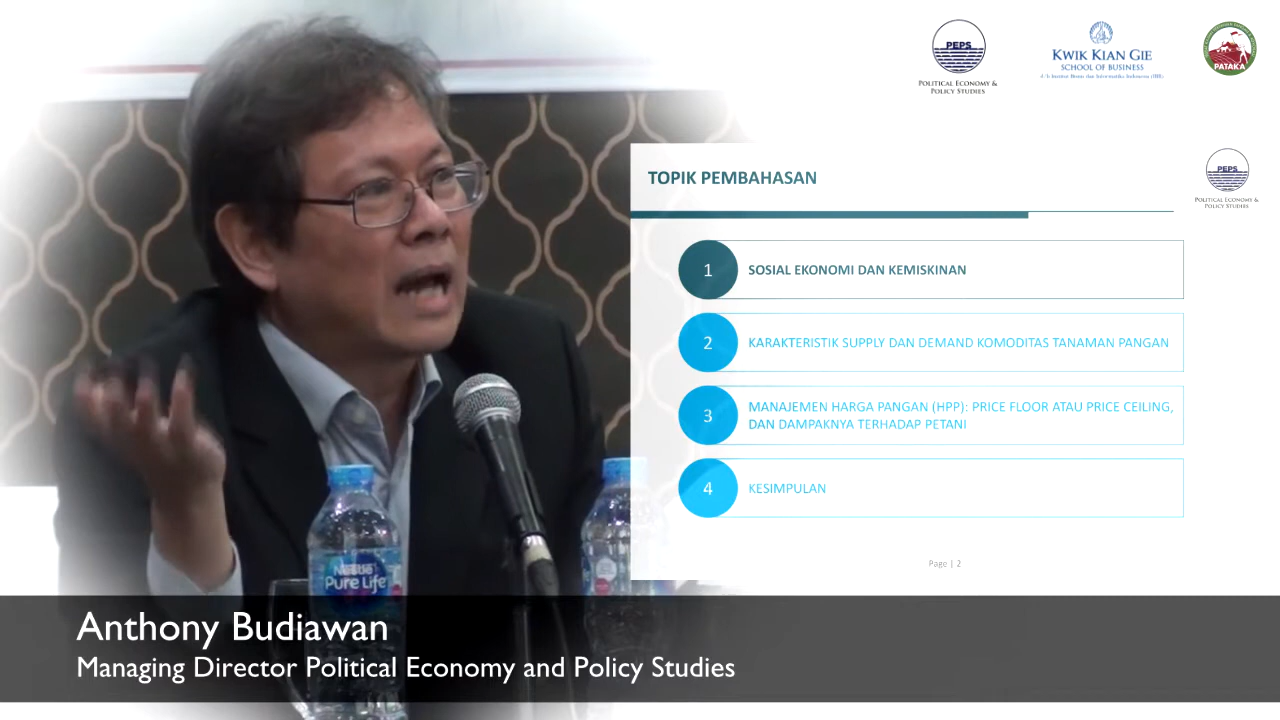 PEPS
POLITICAL ECONOMY &
POLICY STUDIES
KWIK KIAN GIE
SCHOOL OF BUSINESS
PATAKA
TOPIK PEMBAHASAN
PEPS
POLITICAL ECONOMY &
POLICY STUDIES
1
SOSIAL EKONOMI DAN KEMISKINAN
2
KARAKTERISTIK SUPPLY DAN DEMAND KOMODITAS TANAMAN PANGAN
3
MANAJEMEN HARGA PANGAN (HPP): PRICE FLOOR ATAU PRICE CEILING,
DAN DAMPAKNYA TERHADAP PETANI
4
KESIMPULAN
Page | 2
Nestle
PURE LIFE
Anthony Budiawan
Managing Director Political Economy and Policy Studies